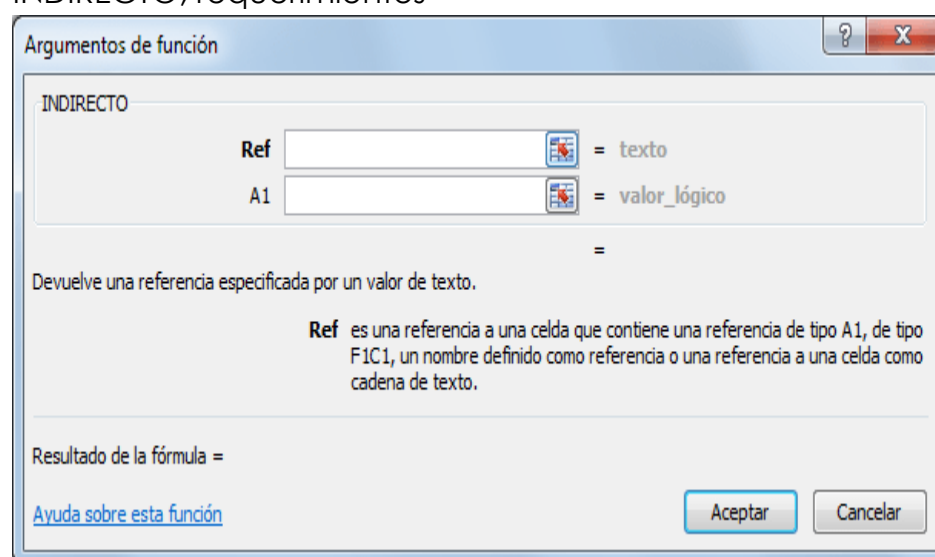 INDIRECTO, requerimientos
Argumentos de función
INDIRECTO
Ref = texto
A1 = valor_lógico
=
Devuelve una referencia especificada por un valor de texto.
Ref es una referencia a una celda que contiene una referencia de tipo A1, de tipo
F1C1, un nombre definido como referencia o una referencia a una celda como
cadena de texto.
Resultado de la fórmula =
Ayuda sobre esta función
Aceptar Cancelar